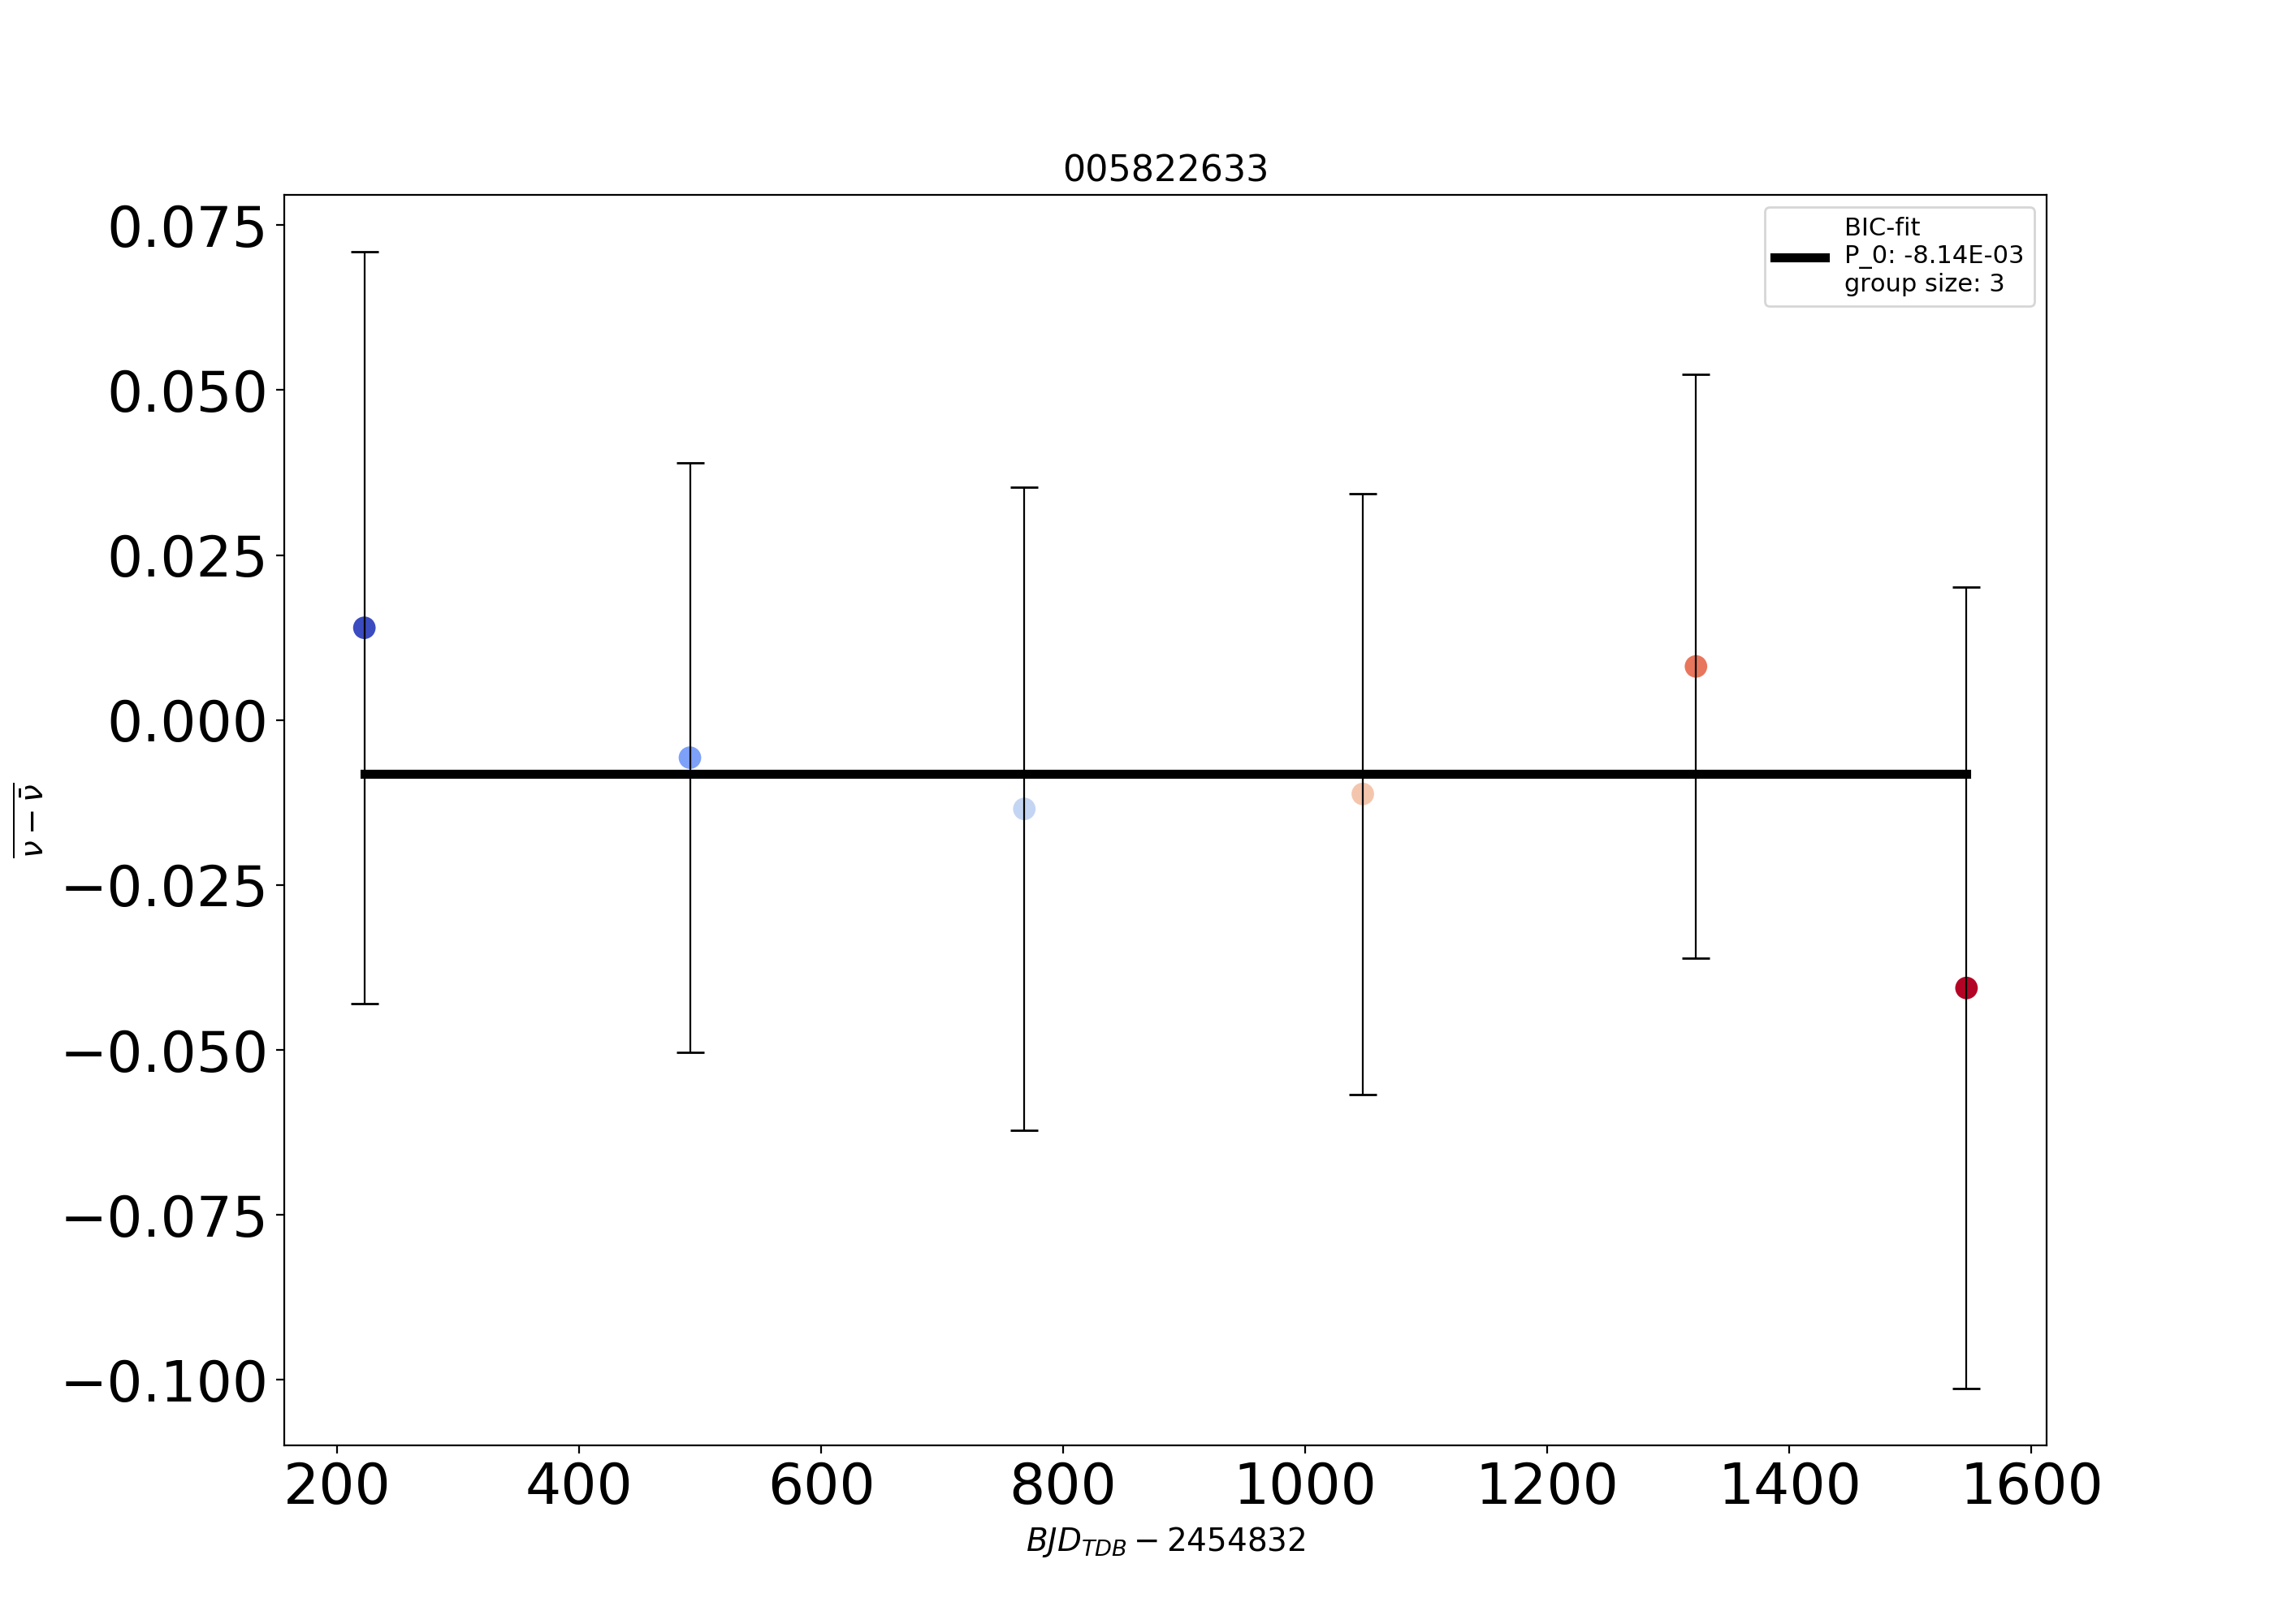 005822633
BIC-fit
P_0: -8.14E-03
group size: 3
0.075
0.050
0.025
0.000
−0.025
−0.050
−0.075
−0.100
ν − ν̄
200 400 600 800 1000 1200 1400 1600
BJD_TDB − 2454832